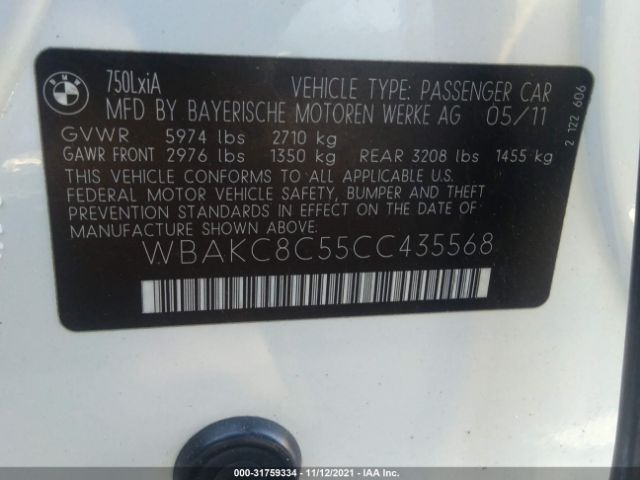 BMW
750LxiA VEHICLE TYPE: PASSENGER CAR
MFD BY BAYERISCHE MOTOREN WERKE AG 05/11
GVWR 5974 lbs 2710 kg
GAWR FRONT 2976 lbs 1350 kg REAR 3208 lbs 1455 kg
THIS VEHICLE CONFORMS TO ALL APPLICABLE U.S.
FEDERAL MOTOR VEHICLE SAFETY, BUMPER AND THEFT
PREVENTION STANDARDS IN EFFECT ON THE DATE OF
MANUFACTURE SHOWN ABOVE.
WBAKC8C55CC435568
2 122 606
000-31759334 - 11/12/2021 - IAA Inc.